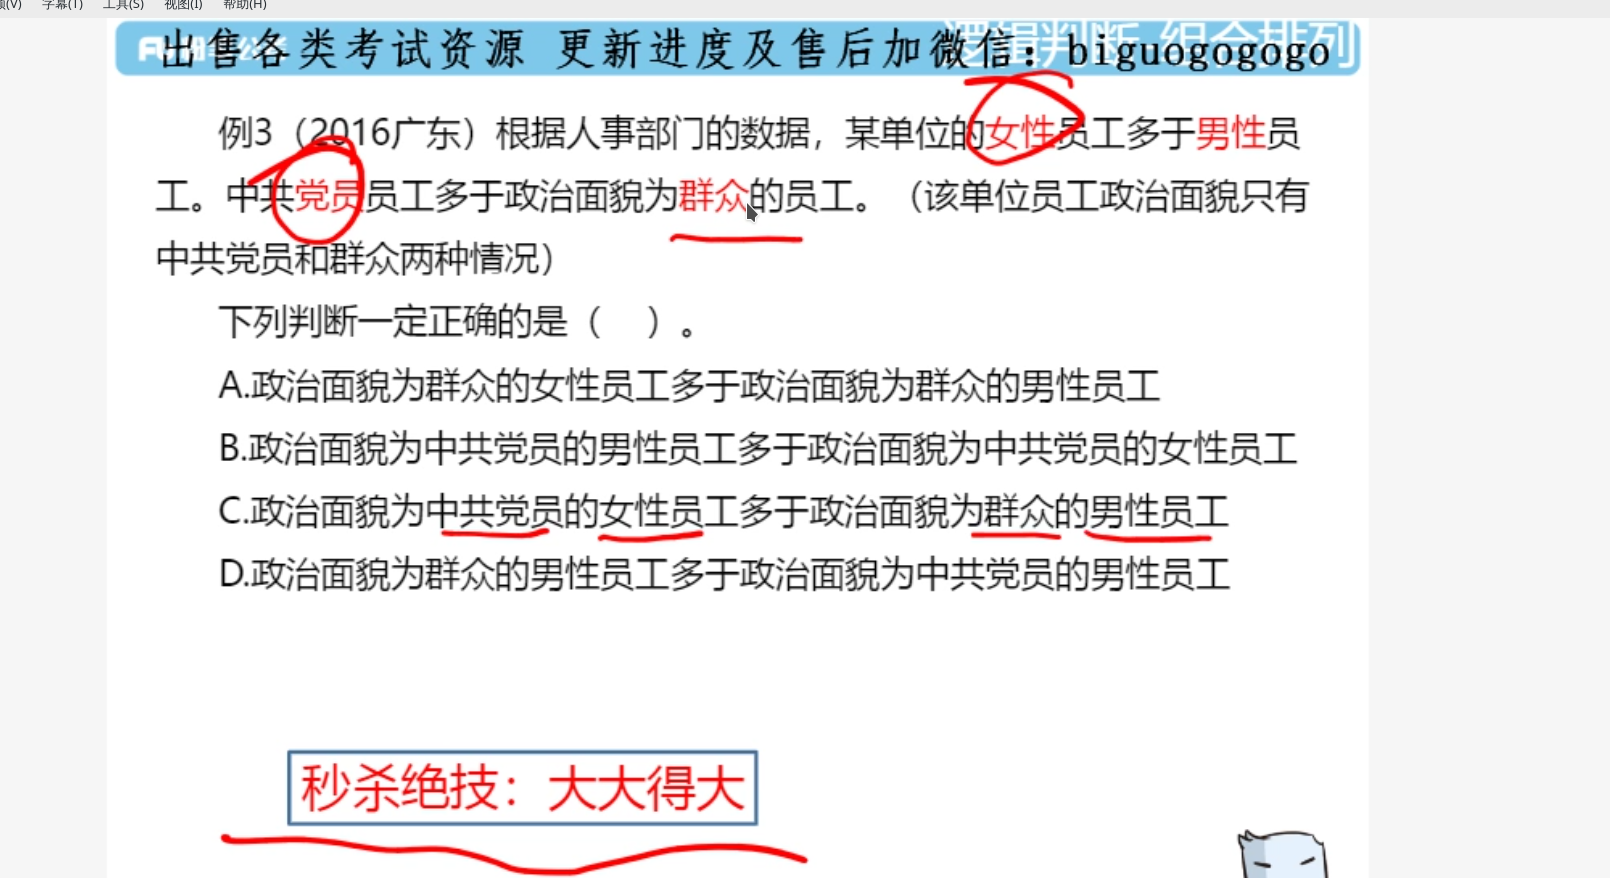 字幕(T) 工具(S) 视图(I) 帮助(H)
出售各类考试资源 更新进度及售后加微信：biguogogogo
逻辑判断-组合排列
例3（2016广东）根据人事部门的数据，某单位的女性员工多于男性员
工。中共党员员工多于政治面貌为群众的员工。（该单位员工政治面貌只有
中共党员和群众两种情况）
下列判断一定正确的是（ ）。
A.政治面貌为群众的女性员工多于政治面貌为群众的男性员工
B.政治面貌为中共党员的男性员工多于政治面貌为中共党员的女性员工
C.政治面貌为中共党员的女性员工多于政治面貌为群众的男性员工
D.政治面貌为群众的男性员工多于政治面貌为中共党员的男性员工
秒杀绝技：大大得大